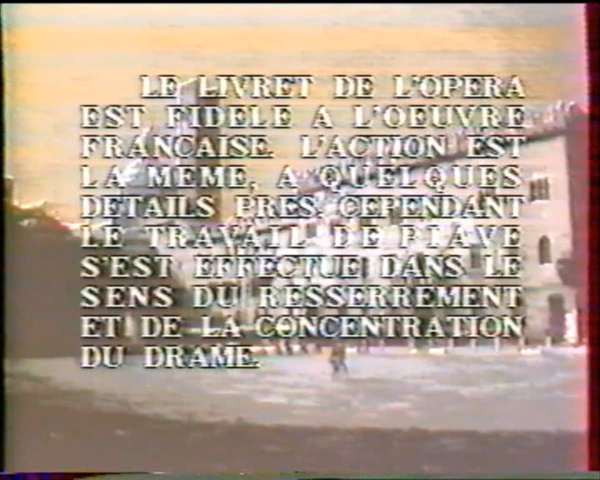 LE LIVRET DE L'OPERA
EST FIDELE A L'OEUVRE
FRANCAISE. L'ACTION EST
LA MEME, A QUELQUES
DETAILS PRES. CEPENDANT
LE TRAVAIL DE PIAVE
S'EST EFFECTUE DANS LE
SENS DU RESSERREMENT
ET DE LA CONCENTRATION
DU DRAME.